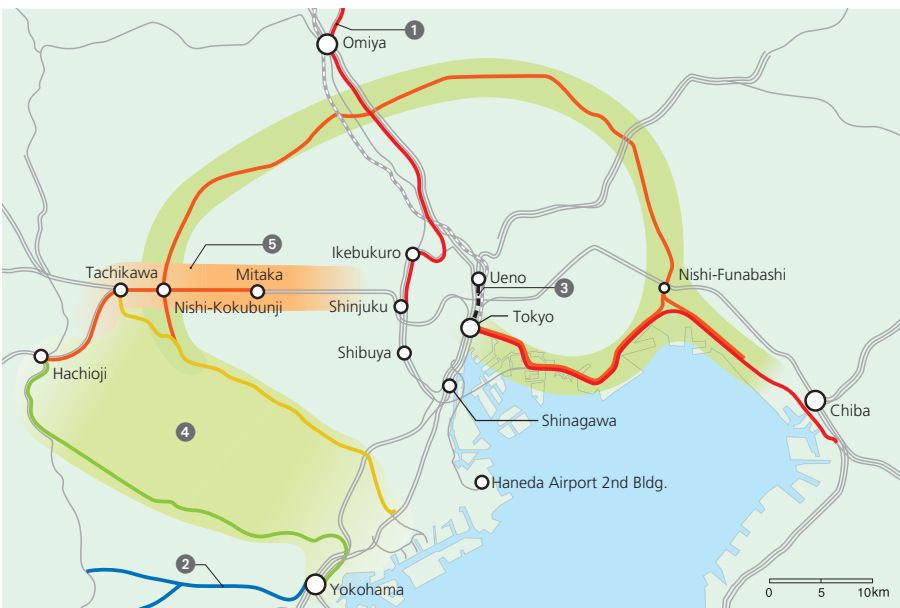 1
Omiya
5
Ikebukuro
Tachikawa
Mitaka
Ueno
3
Nishi-Funabashi
Nishi-Kokubunji
Shinjuku
Tokyo
Shibuya
Hachioji
Chiba
Shinagawa
4
Haneda Airport 2nd Bldg.
2
Yokohama
0 5 10km